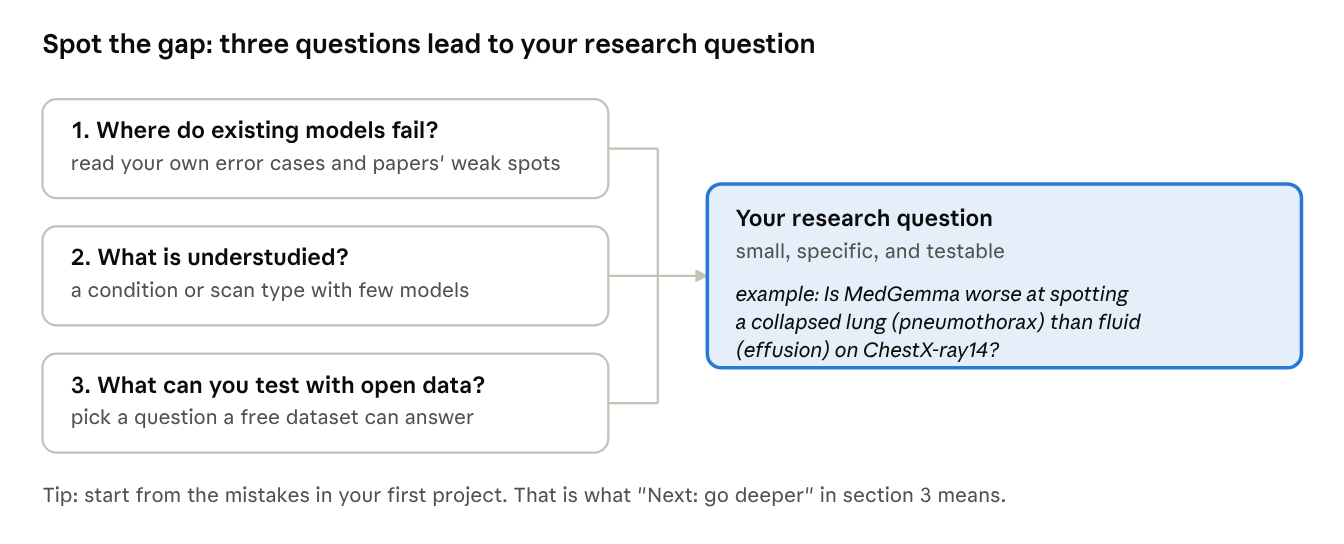 Spot the gap: three questions lead to your research question
1. Where do existing models fail?
read your own error cases and papers' weak spots
2. What is understudied?
a condition or scan type with few models
3. What can you test with open data?
pick a question a free dataset can answer
Your research question
small, specific, and testable
example: Is MedGemma worse at spotting
a collapsed lung (pneumothorax) than fluid
(effusion) on ChestX-ray14?
Tip: start from the mistakes in your first project. That is what "Next: go deeper" in section 3 means.